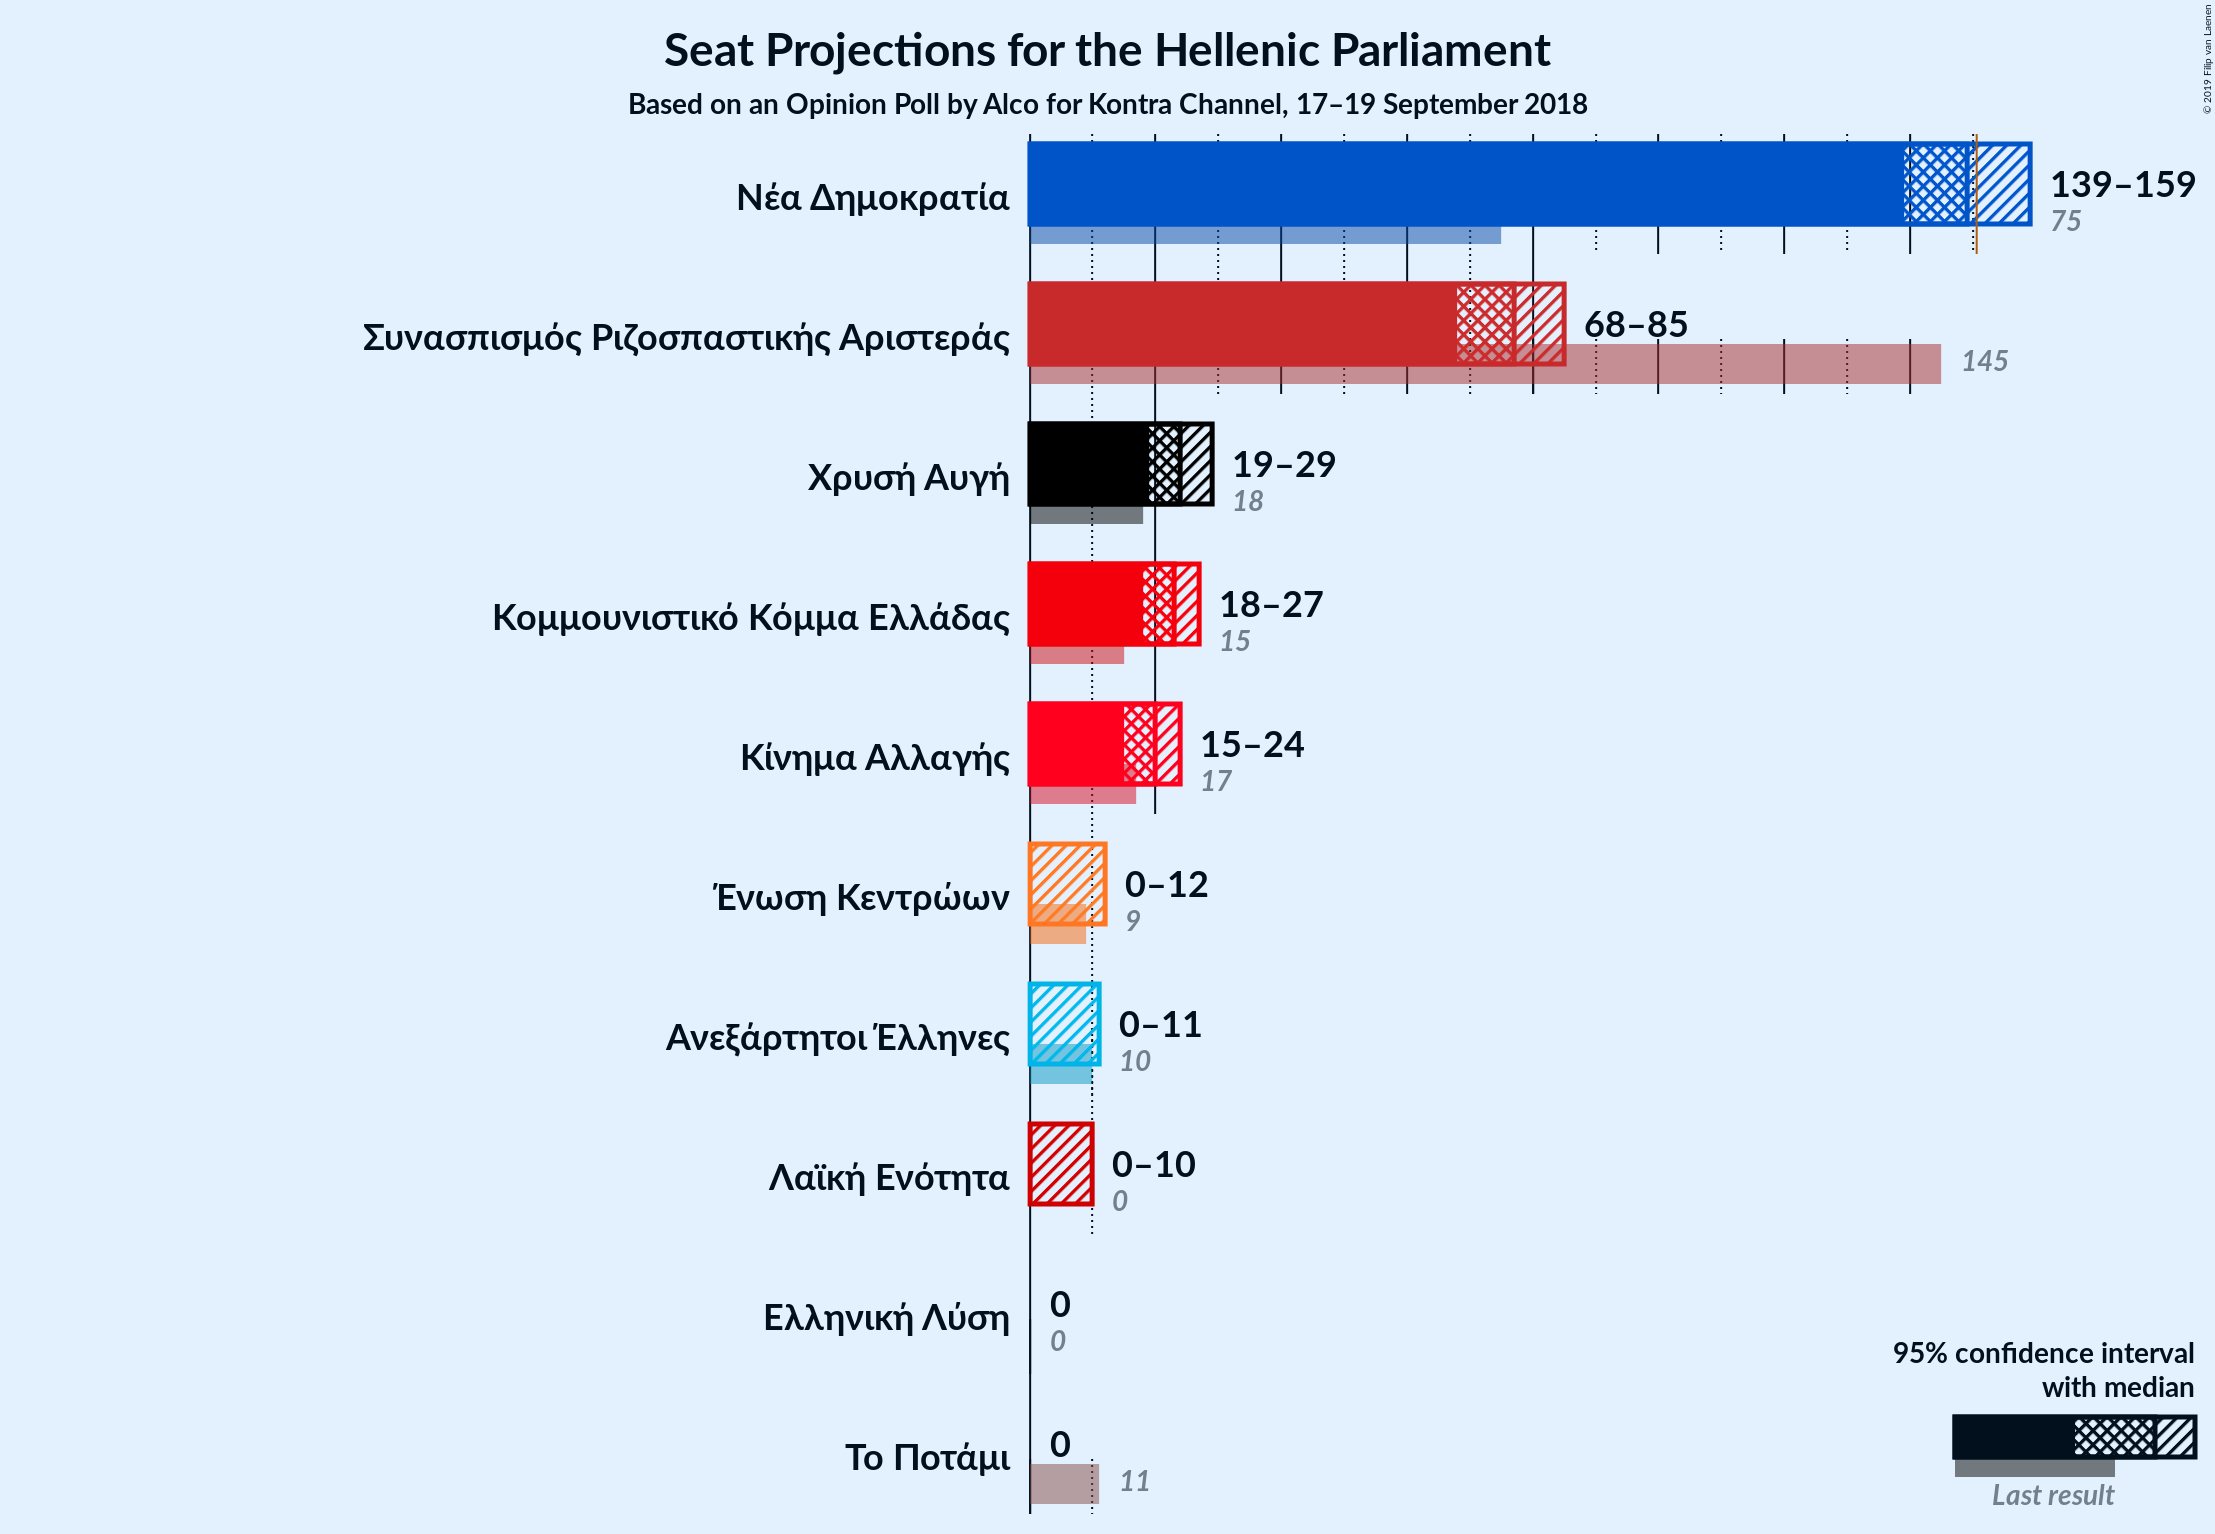 Seat Projections for the Hellenic Parliament
Based on an Opinion Poll by Alco for Kontra Channel, 17–19 September 2018
© 2019 Filip van Laenen
Νέα Δημοκρατία
139–159
75
Συνασπισμός Ριζοσπαστικής Αριστεράς
68–85
145
Χρυσή Αυγή
19–29
18
Κομμουνιστικό Κόμμα Ελλάδας
18–27
15
Κίνημα Αλλαγής
15–24
17
Ένωση Κεντρώων
0–12
9
Ανεξάρτητοι Έλληνες
0–11
10
Λαϊκή Ενότητα
0–10
0
Ελληνική Λύση
0
0
Το Ποτάμι
0
11
95% confidence interval
with median
Last result